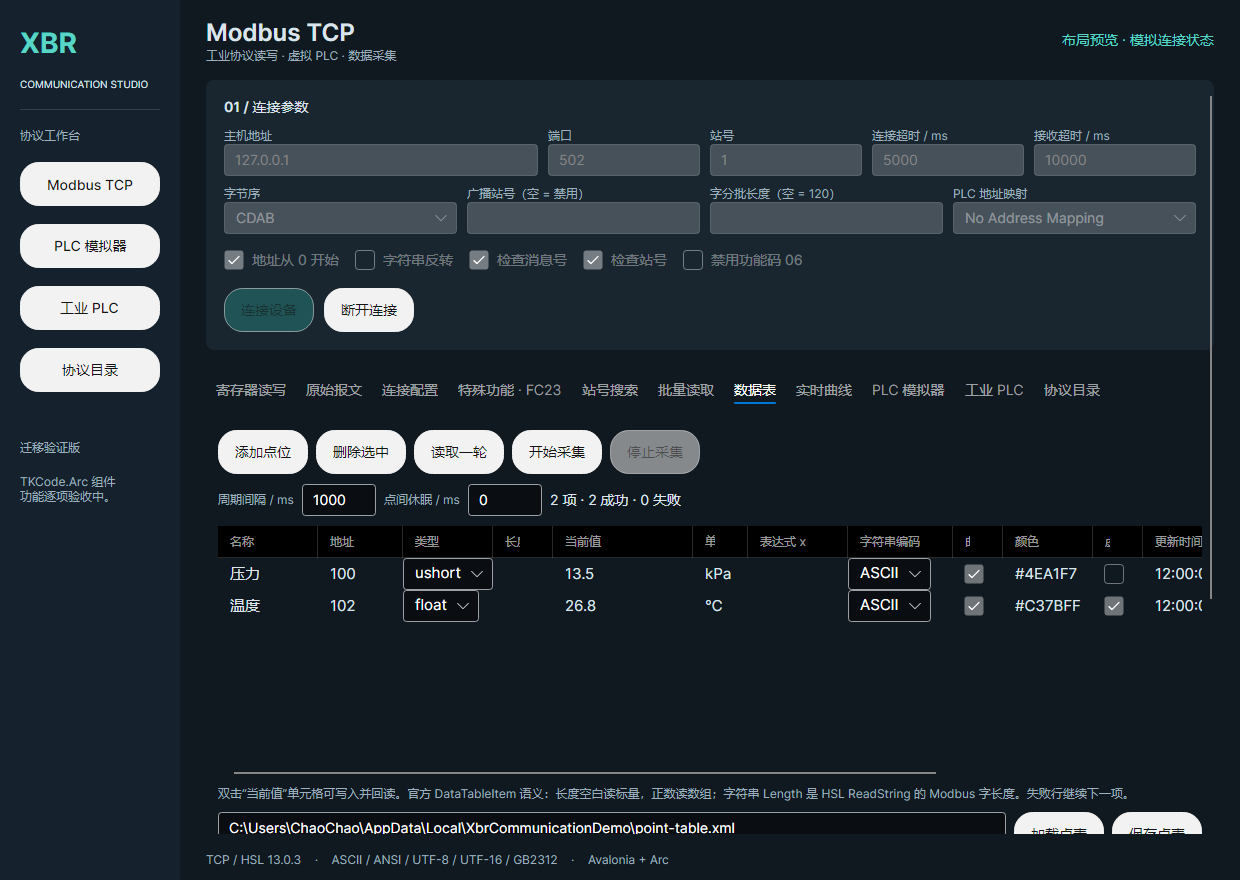 XBR
COMMUNICATION STUDIO
协议工作台
Modbus TCP
PLC 模拟器
工业 PLC
协议目录
迁移验证版
TKCode.Arc 组件
功能逐项验收中。
Modbus TCP
工业协议读写 · 虚拟 PLC · 数据采集
布局预览 · 模拟连接状态
01 / 连接参数
主机地址 端口 站号 连接超时 / ms 接收超时 / ms
127.0.0.1 502 1 5000 10000
字节序 广播站号（空 = 禁用） 字分批长度（空 = 120） PLC 地址映射
CDAB No Address Mapping
地址从 0 开始 字符串反转 检查消息号 检查站号 禁用功能码 06
连接设备 断开连接
寄存器读写 原始报文 连接配置 特殊功能 · FC23 站号搜索 批量读取 数据表 实时曲线 PLC 模拟器 工业 PLC 协议目录
添加点位 删除选中 读取一轮 开始采集 停止采集
周期间隔 / ms 1000 点间休眠 / ms 0 2 项 · 2 成功 · 0 失败
名称 地址 类型 当前值 单 表达式 x 字符串编码 颜色 更新时间
压力 100 ushort 13.5 kPa ASCII #4EA1F7 12:00:0
温度 102 float 26.8 °C ASCII #C37BFF 12:00:0
双击“当前值”单元格可写入并回读。官方 DataTableItem 语义：长度空白读标量，正数读数组；字符串 Length 是 HSL ReadString 的 Modbus 字长度。失败行继续下一项。
C:\Users\ChaoChao\AppData\Local\XbrCommunicationDemo\point-table.xml 加载点表 保存点表
TCP / HSL 13.0.3 · ASCII / ANSI / UTF-8 / UTF-16 / GB2312 · Avalonia + Arc